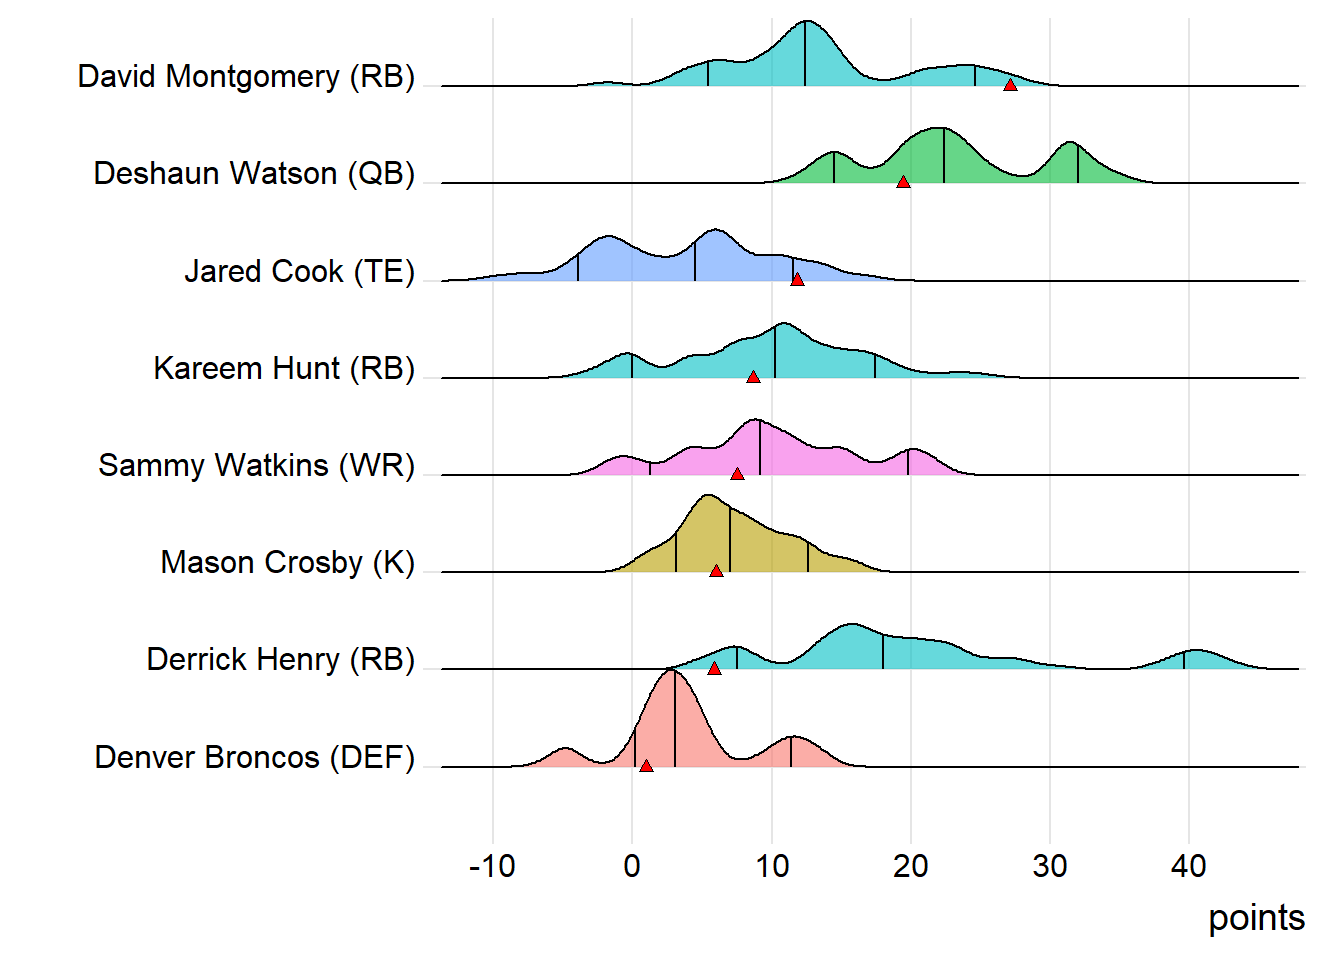 David Montgomery (RB)
Deshaun Watson (QB)
Jared Cook (TE)
Kareem Hunt (RB)
Sammy Watkins (WR)
Mason Crosby (K)
Derrick Henry (RB)
Denver Broncos (DEF)
-10 0 10 20 30 40
points